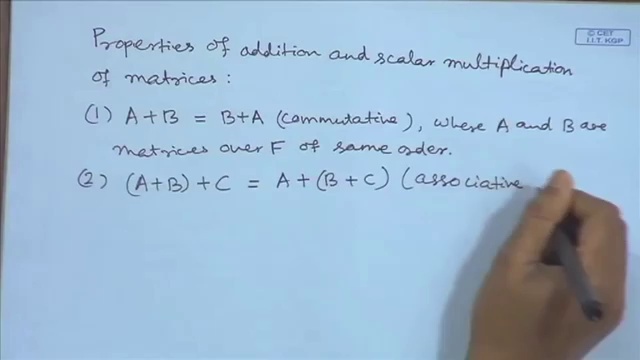 © CET
I.I.T. KGP
Properties of addition and scalar multiplication
of matrices :
(1) A+B = B+A (commutative), where A and B are
matrices over F of same order.
(2) (A+B)+C = A+(B+C) (associative